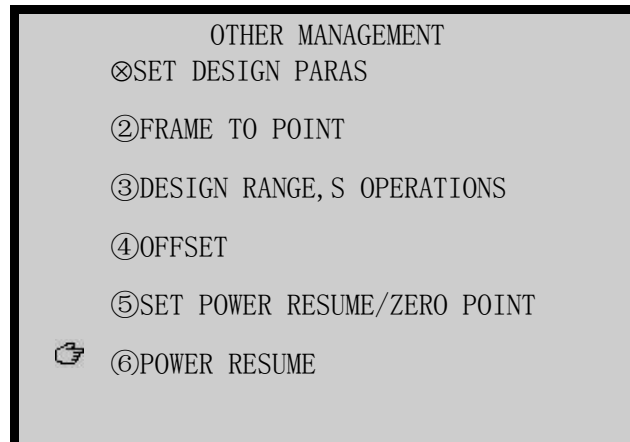 OTHER MANAGEMENT
⊗SET DESIGN PARAS
②FRAME TO POINT
③DESIGN RANGE,S OPERATIONS
④OFFSET
⑤SET POWER RESUME/ZERO POINT
⑥POWER RESUME